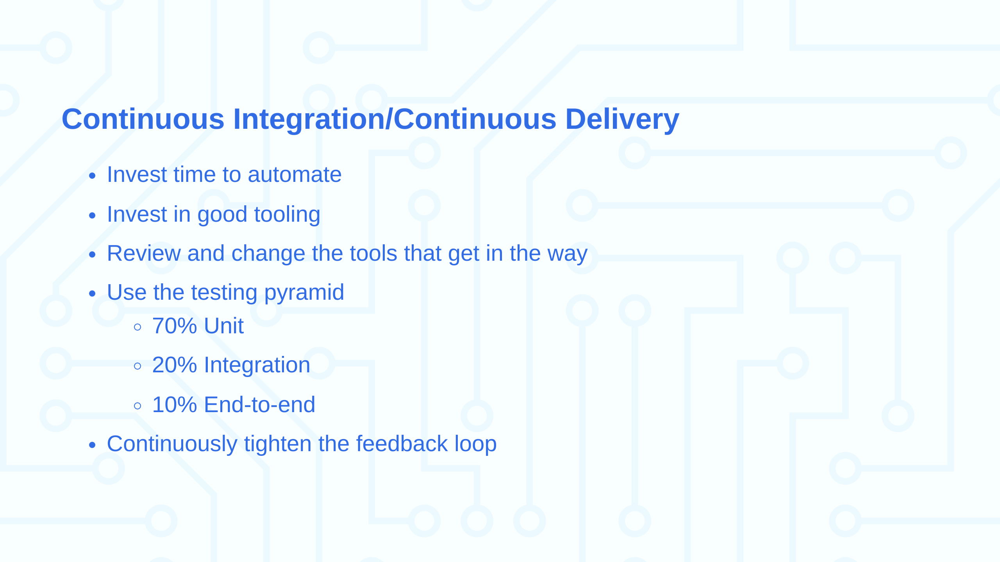 Continuous Integration/Continuous Delivery
• Invest time to automate
• Invest in good tooling
• Review and change the tools that get in the way
• Use the testing pyramid
◦ 70% Unit
◦ 20% Integration
◦ 10% End-to-end
• Continuously tighten the feedback loop